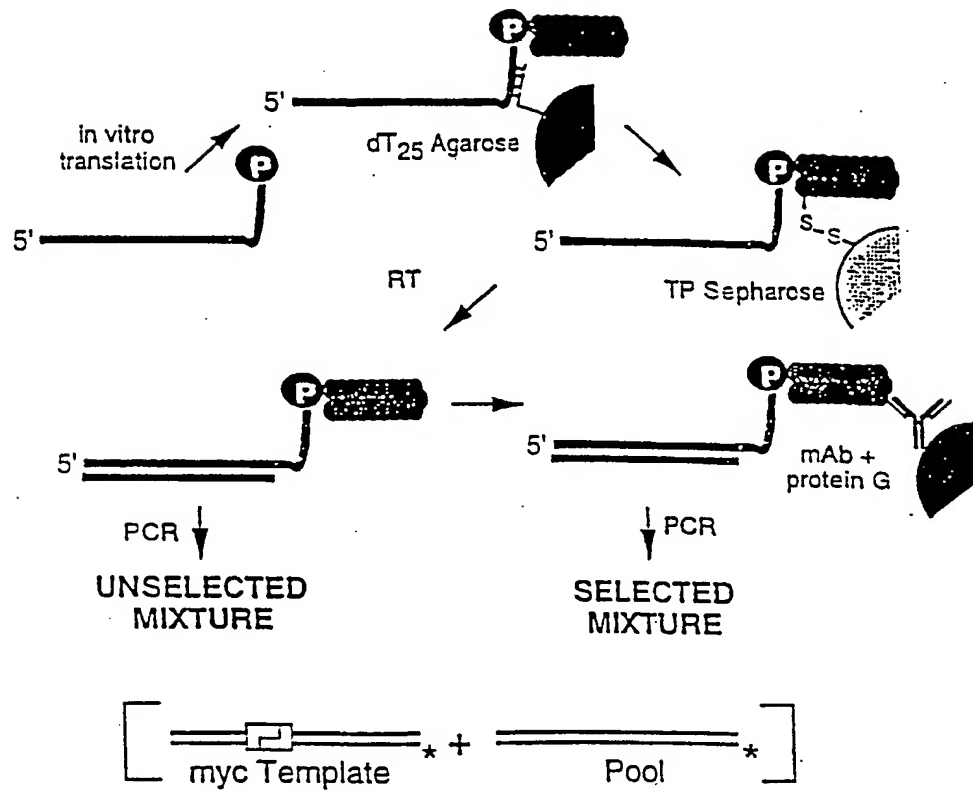 P
5'
in vitro
translation
dT25 Agarose
P
5'
P
S-S
5'
RT
TP Sepharose
P
P
5'
5'
mAb +
protein G
PCR
PCR
UNSELECTED
MIXTURE
SELECTED
MIXTURE
* + *
myc Template
Pool